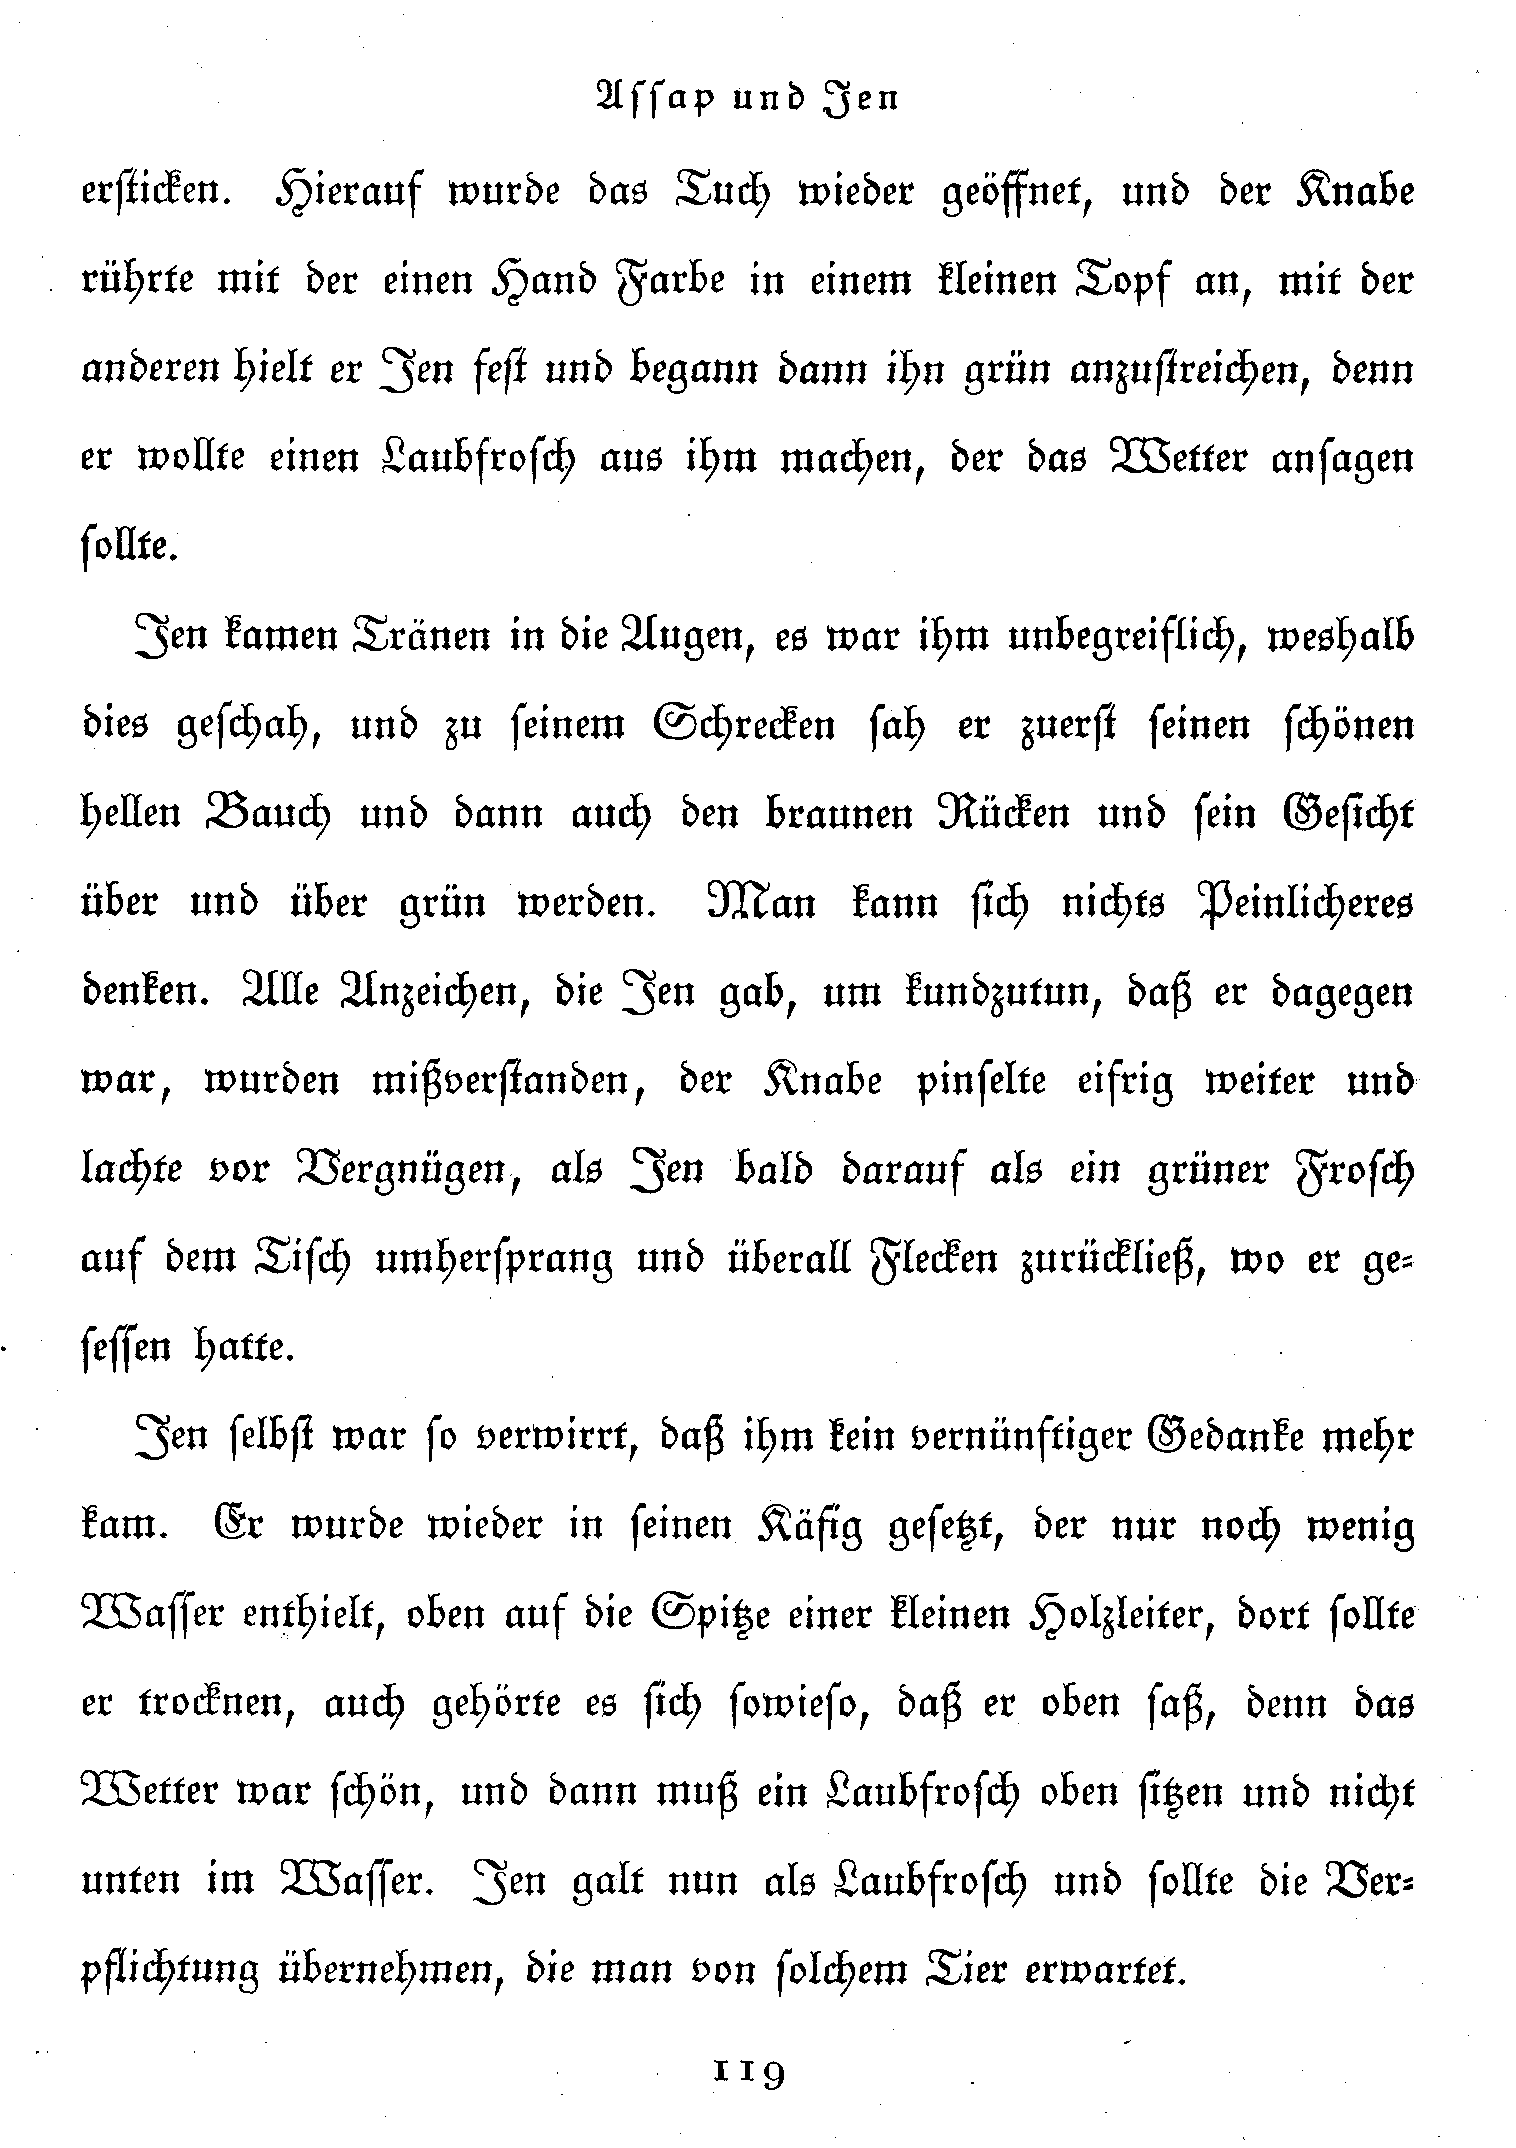 Assap und Jen
ersticken. Hierauf wurde das Tuch wieder geöffnet, und der Knabe
rührte mit der einen Hand Farbe in einem kleinen Topf an, mit der
anderen hielt er Jen fest und begann dann ihn grün anzustreichen, denn
er wollte einen Laubfrosch aus ihm machen, der das Wetter ansagen
sollte.
Jen kamen Tränen in die Augen, es war ihm unbegreiflich, weshalb
dies geschah, und zu seinem Schrecken sah er zuerst seinen schönen
hellen Bauch und dann auch den braunen Rücken und sein Gesicht
über und über grün werden. Man kann sich nichts Peinlicheres
denken. Alle Anzeichen, die Jen gab, um kundzutun, daß er dagegen
war, wurden mißverstanden, der Knabe pinselte eifrig weiter und
lachte vor Vergnügen, als Jen bald darauf als ein grüner Frosch
auf dem Tisch umhersprang und überall Flecken zurückließ, wo er ge-
sessen hatte.
Jen selbst war so verwirrt, daß ihm kein vernünftiger Gedanke mehr
kam. Er wurde wieder in seinen Käfig gesetzt, der nur noch wenig
Wasser enthielt, oben auf die Spitze einer kleinen Holzleiter, dort sollte
er trocknen, auch gehörte es sich sowieso, daß er oben saß, denn das
Wetter war schön, und dann muß ein Laubfrosch oben sitzen und nicht
unten im Wasser. Jen galt nun als Laubfrosch und sollte die Ver-
pflichtung übernehmen, die man von solchem Tier erwartet.
119